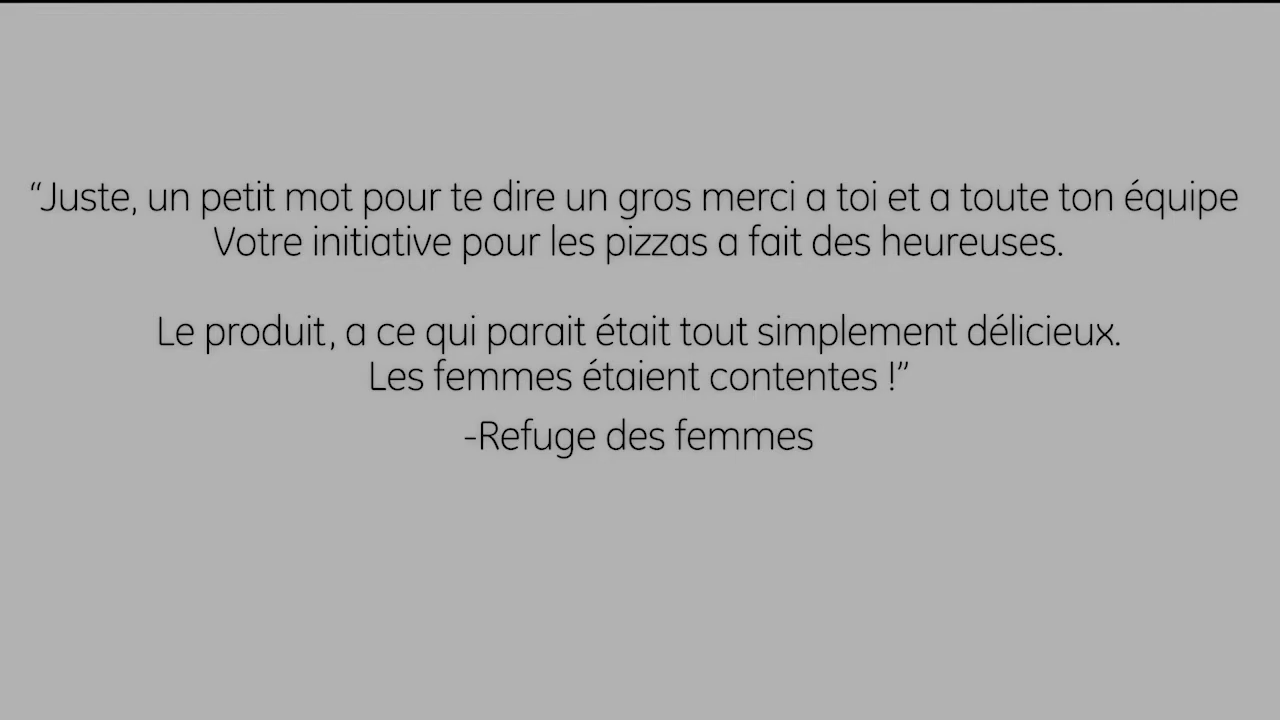 “Juste, un petit mot pour te dire un gros merci a toi et a toute ton équipe
Votre initiative pour les pizzas a fait des heureuses.
Le produit, a ce qui parait était tout simplement délicieux.
Les femmes étaient contentes !”
-Refuge des femmes